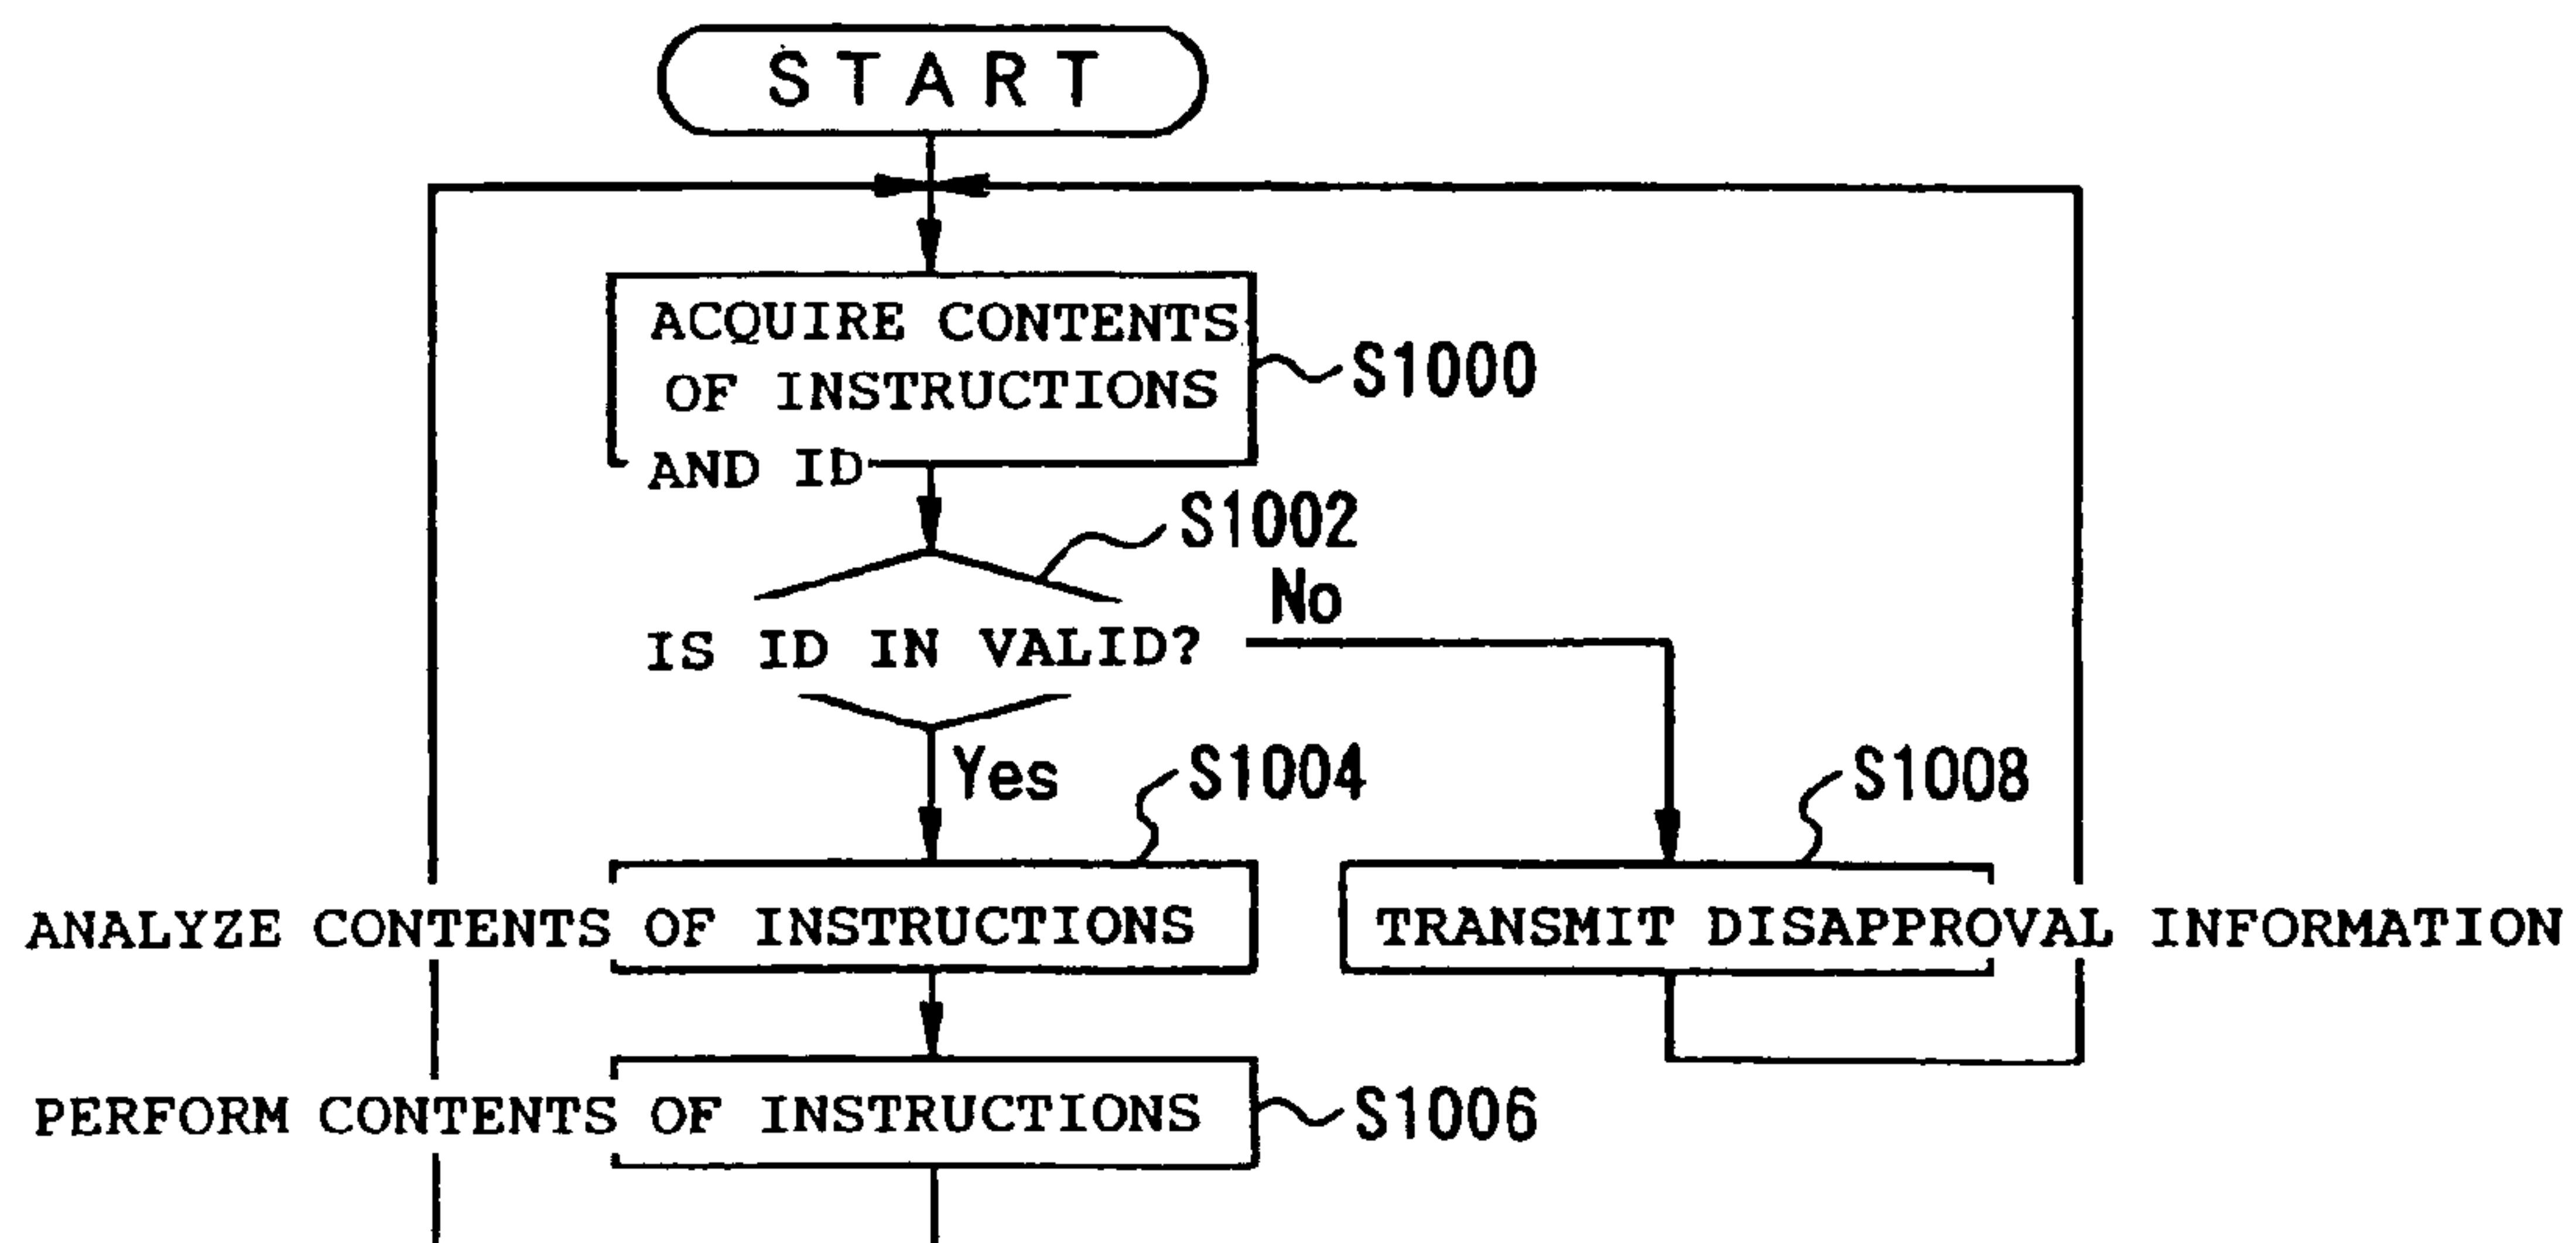 START
ACQUIRE CONTENTS
OF INSTRUCTIONS
AND ID
S1000
S1002
IS ID IN VALID?
No
Yes
S1004
S1008
ANALYZE CONTENTS OF INSTRUCTIONS
TRANSMIT DISAPPROVAL INFORMATION
PERFORM CONTENTS OF INSTRUCTIONS
S1006